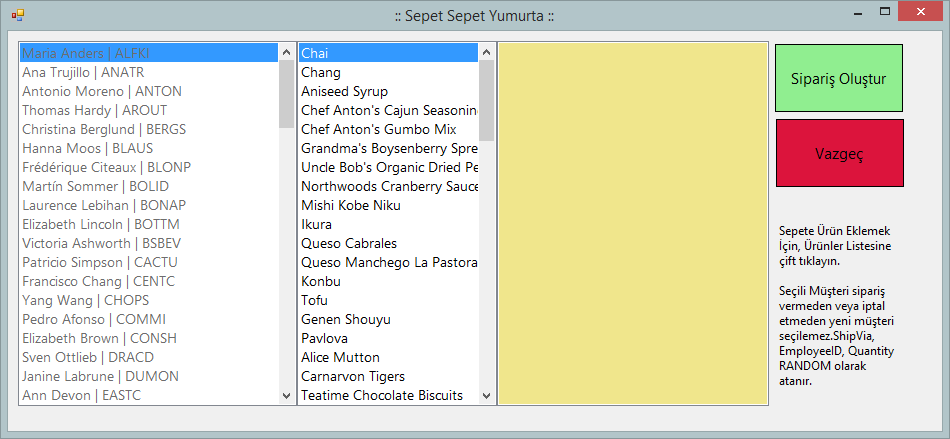 :: Sepet Sepet Yumurta ::
Maria Anders | ALFKI
Ana Trujillo | ANATR
Antonio Moreno | ANTON
Thomas Hardy | AROUT
Christina Berglund | BERGS
Hanna Moos | BLAUS
Frédérique Citeaux | BLONP
Martín Sommer | BOLID
Laurence Lebihan | BONAP
Elizabeth Lincoln | BOTTM
Victoria Ashworth | BSBEV
Patricio Simpson | CACTU
Francisco Chang | CENTC
Yang Wang | CHOPS
Pedro Afonso | COMMI
Elizabeth Brown | CONSH
Sven Ottlieb | DRACD
Janine Labrune | DUMON
Ann Devon | EASTC
Chai
Chang
Aniseed Syrup
Chef Anton's Cajun Seasonin
Chef Anton's Gumbo Mix
Grandma's Boysenberry Spre
Uncle Bob's Organic Dried Pe
Northwoods Cranberry Sauce
Mishi Kobe Niku
Ikura
Queso Cabrales
Queso Manchego La Pastora
Konbu
Tofu
Genen Shouyu
Pavlova
Alice Mutton
Carnarvon Tigers
Teatime Chocolate Biscuits
Sipariş Oluştur
Vazgeç
Sepete Ürün Eklemek
İçin, Ürünler Listesine
çift tıklayın.
Seçili Müşteri sipariş
vermeden veya iptal
etmeden yeni müşteri
seçilemez.ShipVia,
EmployeeID, Quantity
RANDOM olarak
atanır.